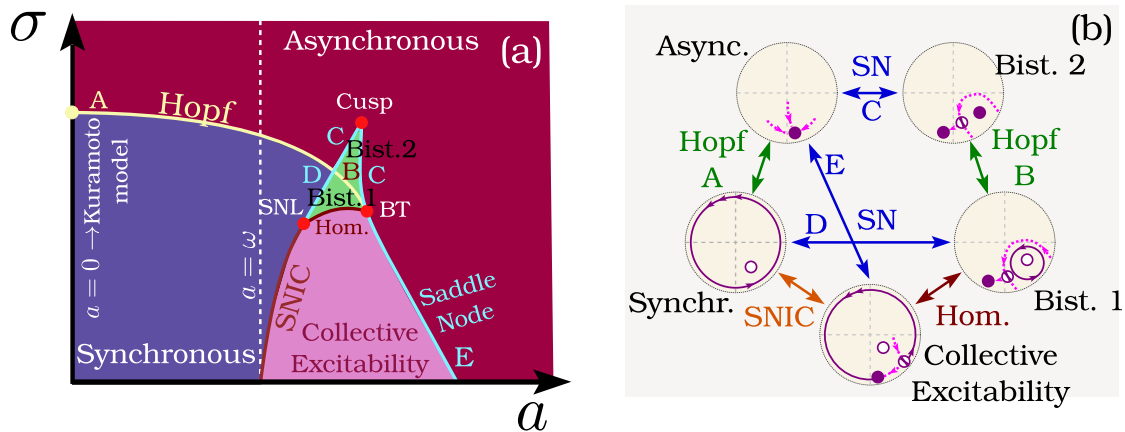 σ
Asynchronous
(a)
A
Hopf
Cusp
C
Bist.2
B
D
C
Bist.1
SNL
BT
Hom.
a = 0 →Kuramoto
model
a = ω
SNIC
Saddle
Node
Collective
Excitability
E
Synchronous
a
(b)
Async.
SN
C
Bist. 2
Hopf
A
E
Hopf
B
D
SN
Synchr.
SNIC
Hom.
Bist. 1
Collective
Excitability